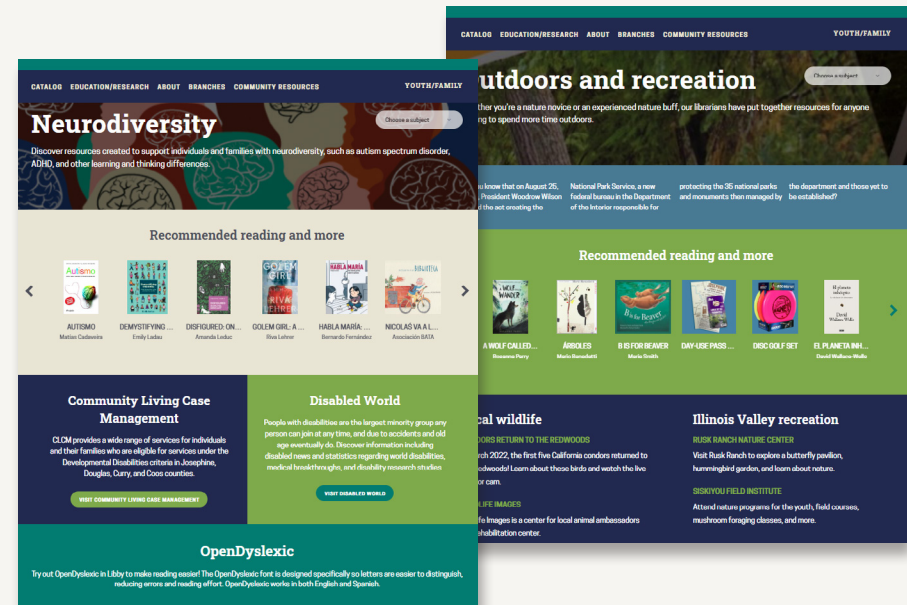 CATALOG EDUCATION/RESEARCH ABOUT BRANCHES COMMUNITY RESOURCES YOUTH/FAMILY
Neurodiversity
Choose a subject
Discover resources created to support individuals and families with neurodiversity, such as autism spectrum disorder,
ADHD, and other learning and thinking differences.
Recommended reading and more
Autismo
GOLEM GIRL
RIVA LEHRER
HABLA MARÍA
AUTISMO
Matías Cadaveira
DEMYSTIFYING ...
Emily Ladau
DISFIGURED: ON...
Amanda Leduc
GOLEM GIRL: A ...
Riva Lehrer
HABLA MARÍA: ...
Bernardo Fernández
NICOLÁS VA A L...
Asociación BATA
Community Living Case
Management
CLCM provides a wide range of services for individuals
and their families who are eligible for services under the
Developmental Disabilities criteria in Josephine,
Douglas, Curry, and Coos counties.
VISIT COMMUNITY LIVING CASE MANAGEMENT
Disabled World
People with disabilities are the largest minority group any
person can join at any time, and due to accidents and old
age eventually do. Discover information including
disabled news and statistics regarding world disabilities,
medical breakthroughs, and disability research studies
VISIT DISABLED WORLD
OpenDyslexic
Try out OpenDyslexic in Libby to make reading easier! The OpenDyslexic font is designed specifically so letters are easier to distinguish,
reducing errors and reading effort. OpenDyslexic works in both English and Spanish.
CATALOG EDUCATION/RESEARCH ABOUT BRANCHES COMMUNITY RESOURCES YOUTH/FAMILY
utdoors and recreation
Choose a subject
ther you're a nature novice or an experienced nature buff, our librarians have put together resources for anyone
ng to spend more time outdoors.
u know that on August 25,
, President Woodrow Wilson
d the act creating the
National Park Service, a new
federal bureau in the Department
of the Interior responsible for
protecting the 35 national parks
and monuments then managed by
the department and those yet to
be established?
Recommended reading and more
A WOLF CALLED...
Rosanne Parry
ÁRBOLES
Mario Benedetti
B IS FOR BEAVER
Marie Smith
DAY-USE PASS ...
DISC GOLF SET
EL PLANETA INH...
David Wallace-Wells
cal wildlife
DORS RETURN TO THE REDWOODS
rch 2022, the first five California condors returned to
edwoods! Learn about these birds and watch the live
or cam.
LIFE IMAGES
fe Images is a center for local animal ambassadors
ehabilitation center.
Illinois Valley recreation
RUSK RANCH NATURE CENTER
Visit Rusk Ranch to explore a butterfly pavilion,
hummingbird garden, and learn about nature.
SISKIYOU FIELD INSTITUTE
Attend nature programs for the youth, field courses,
mushroom foraging classes, and more.